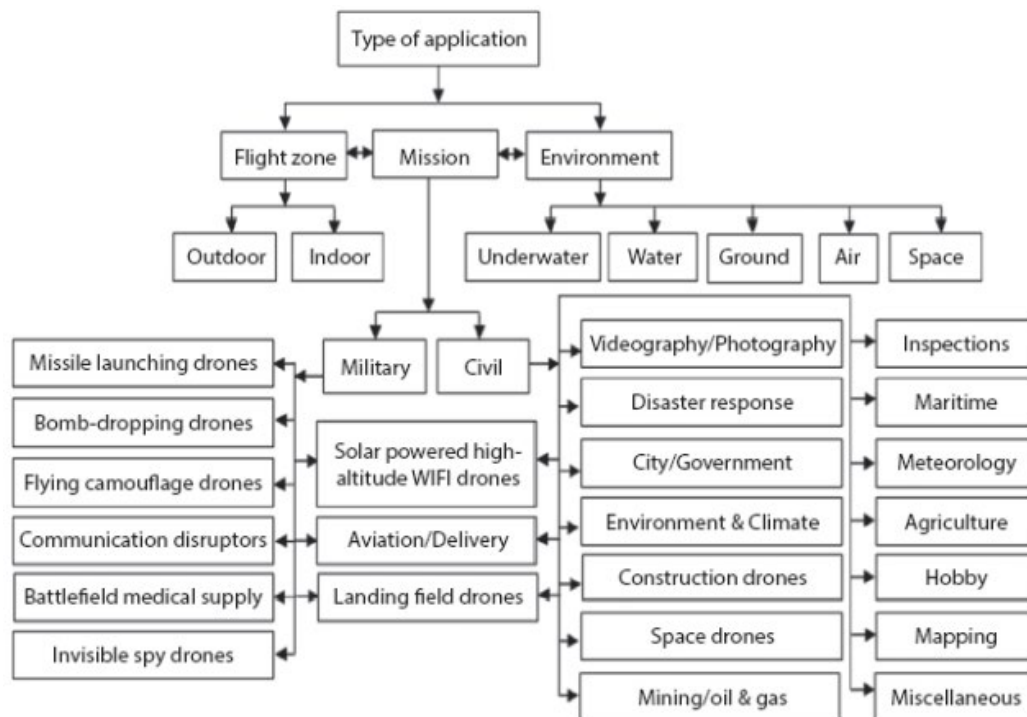 Type of application
Flight zone
Mission
Environment
Outdoor
Indoor
Underwater
Water
Ground
Air
Space
Military
Civil
Missile launching drones
Bomb-dropping drones
Flying camouflage drones
Communication disruptors
Battlefield medical supply
Invisible spy drones
Solar powered high-
altitude WIFI drones
Aviation/Delivery
Landing field drones
Videography/Photography
Disaster response
City/Government
Environment & Climate
Construction drones
Space drones
Mining/oil & gas
Inspections
Maritime
Meteorology
Agriculture
Hobby
Mapping
Miscellaneous